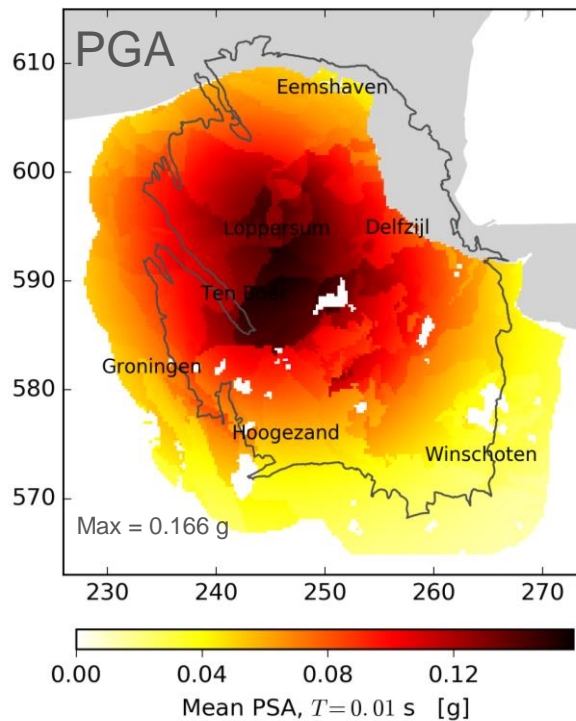 PGA
610
Eemshaven
600
Loppersum
Delfzijl
590
Ten Boer
Groningen
580
Hoogezand
Winschoten
570
Max = 0.166 g
230 240 250 260 270
0.00 0.04 0.08 0.12
Mean PSA, T = 0.01 s [g]